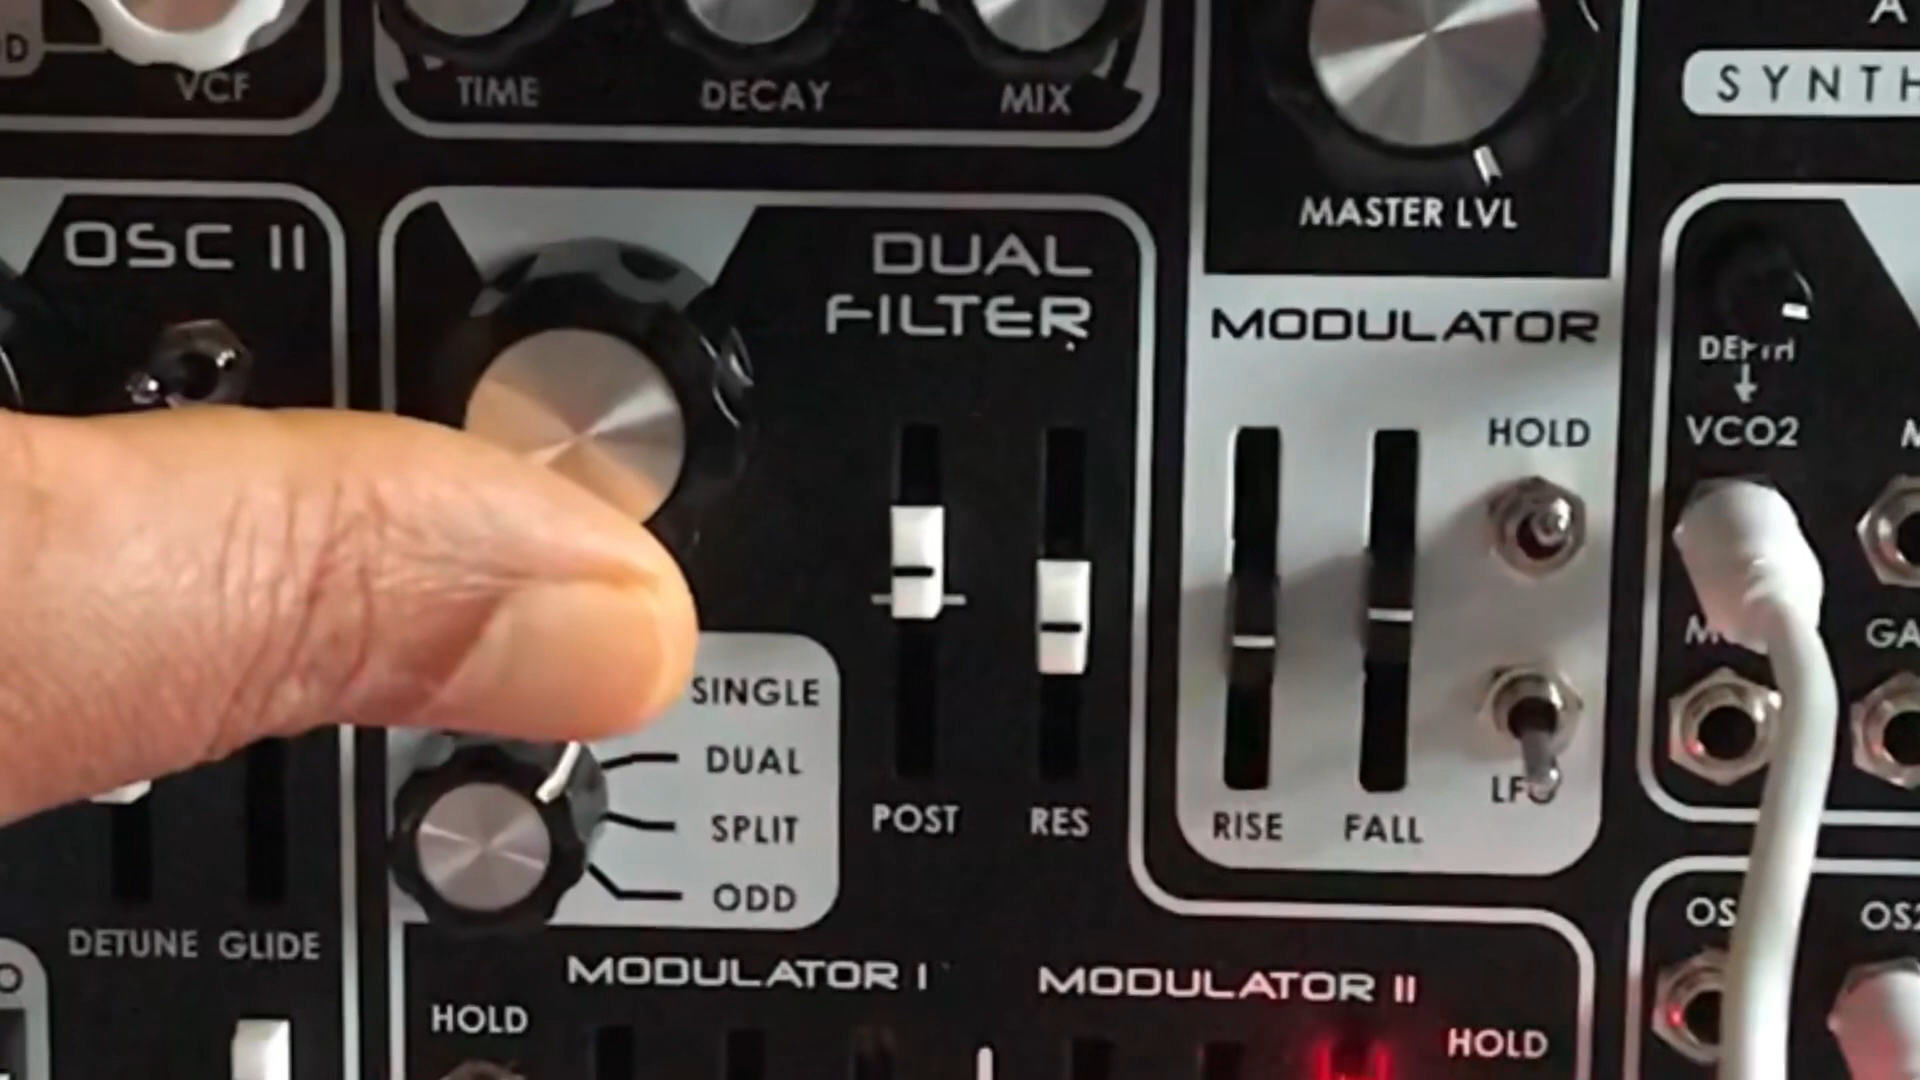 VCF
TIME DECAY MIX
SYNTH
MASTER LVL
OSC II
DUAL
FILTER
MODULATOR
DEPTH
VCO2
HOLD
SINGLE
DUAL
SPLIT
ODD
POST RES
RISE FALL
LFO
DETUNE GLIDE
MODULATOR I
MODULATOR II
HOLD
HOLD